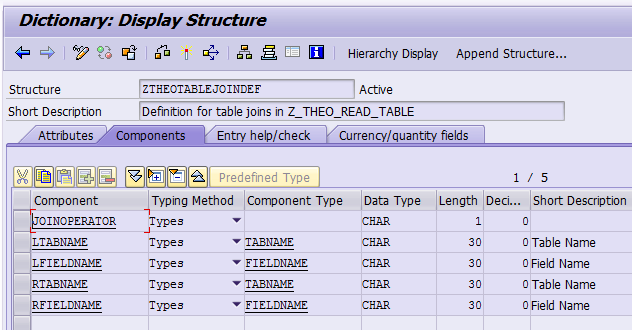 Dictionary: Display Structure
Hierarchy Display Append Structure...
Structure ZTHEOTABLEJOINDEF Active
Short Description Definition for table joins in Z_THEO_READ_TABLE
Attributes Components Entry help/check Currency/quantity fields
Predefined Type 1 / 5
Component Typing Method Component Type Data Type Length Deci... Short Description
JOINOPERATOR Types CHAR 1 0
LTABNAME Types TABNAME CHAR 30 0 Table Name
LFIELDNAME Types FIELDNAME CHAR 30 0 Field Name
RTABNAME Types TABNAME CHAR 30 0 Table Name
RFIELDNAME Types FIELDNAME CHAR 30 0 Field Name